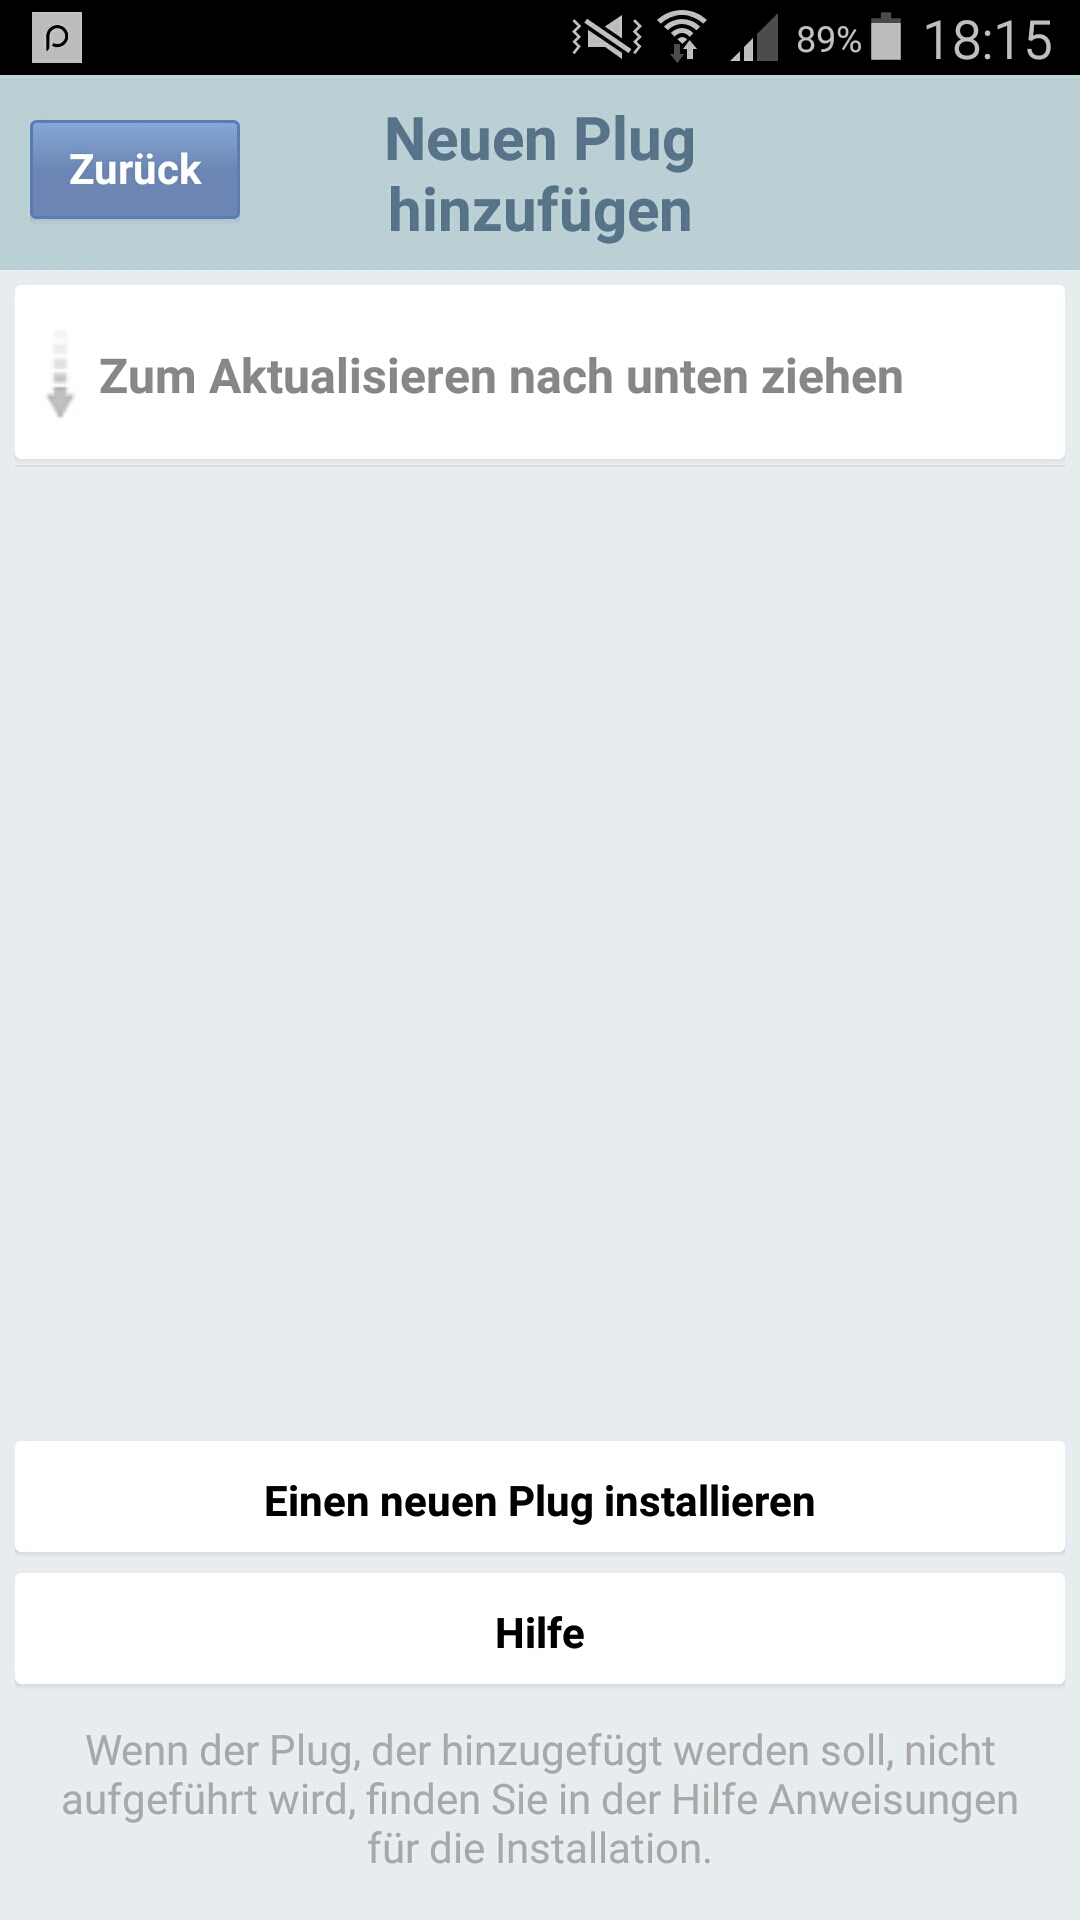 89% 18:15
Zurück
Neuen Plug
hinzufügen
Zum Aktualisieren nach unten ziehen
Einen neuen Plug installieren
Hilfe
Wenn der Plug, der hinzugefügt werden soll, nicht
aufgeführt wird, finden Sie in der Hilfe Anweisungen
für die Installation.